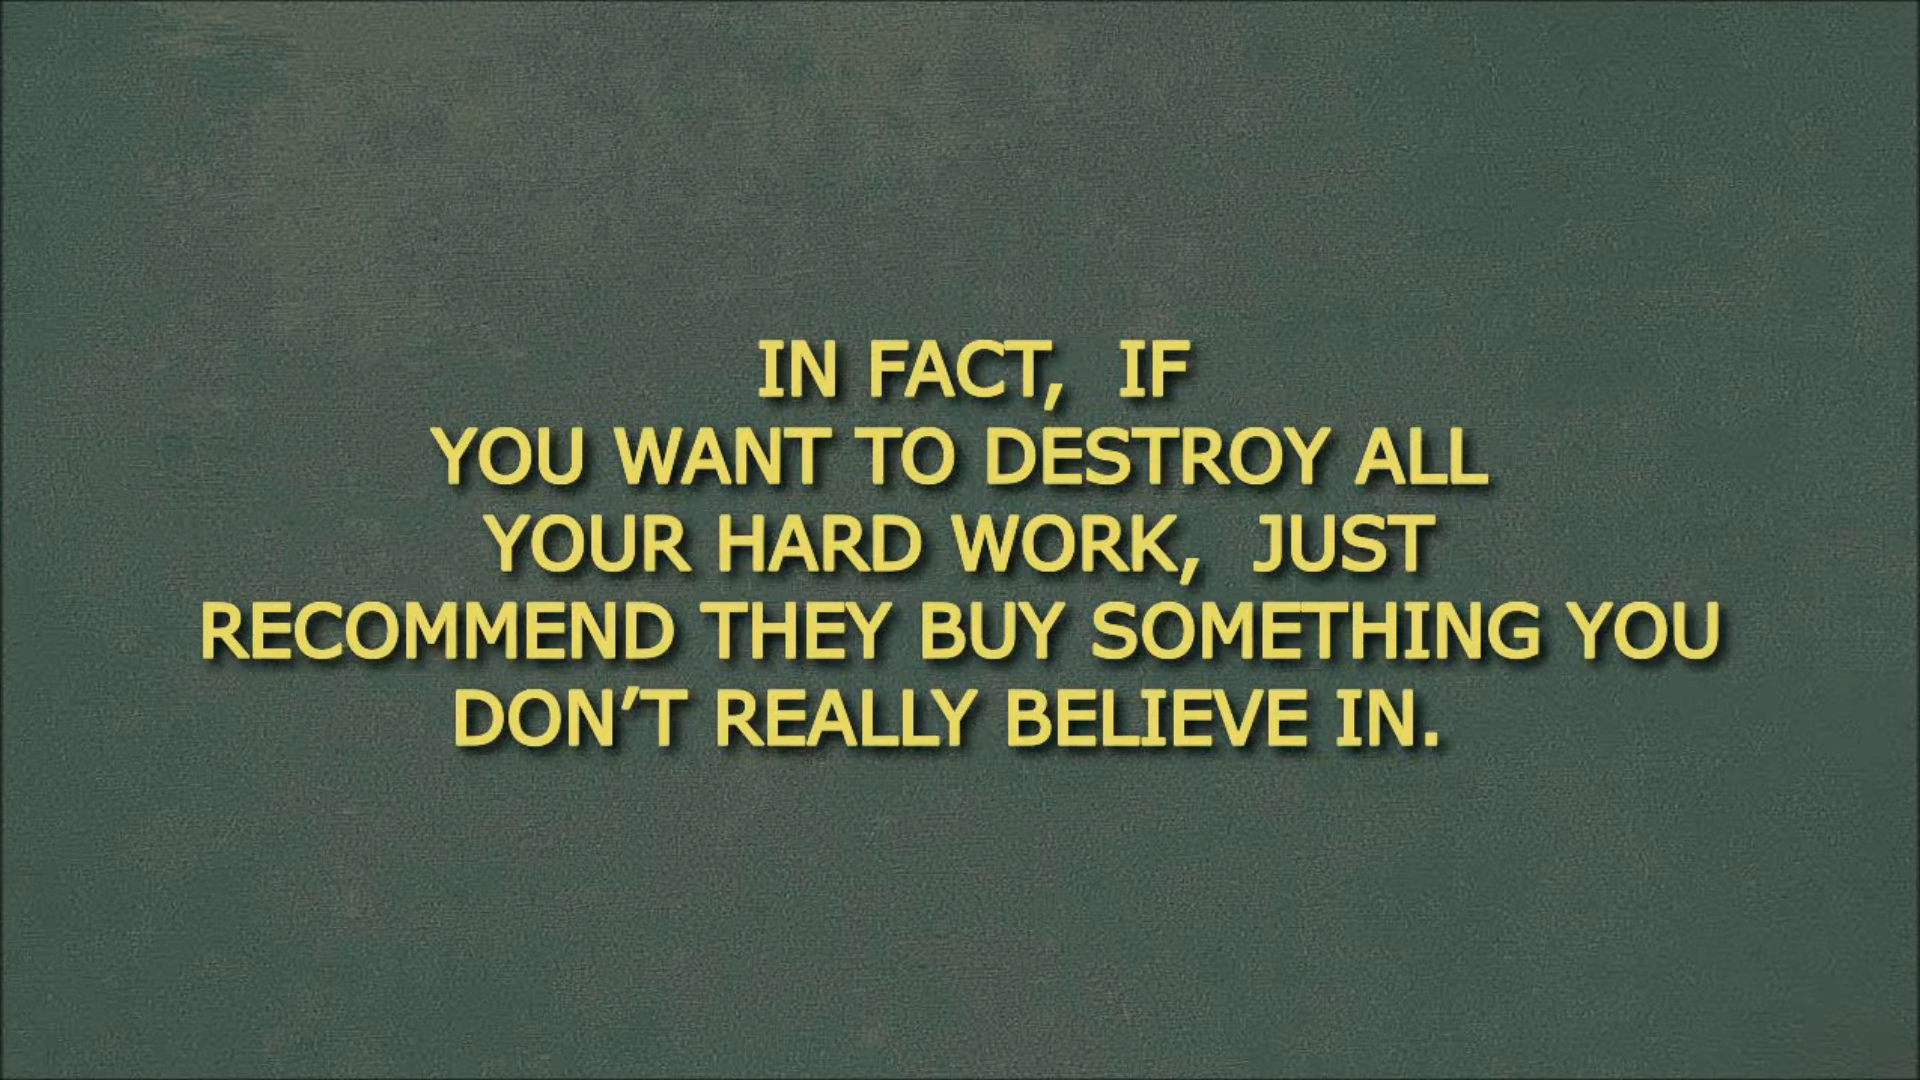 IN FACT,  IF
YOU WANT TO DESTROY ALL
YOUR HARD WORK,  JUST
RECOMMEND THEY BUY SOMETHING YOU
DON’T REALLY BELIEVE IN.